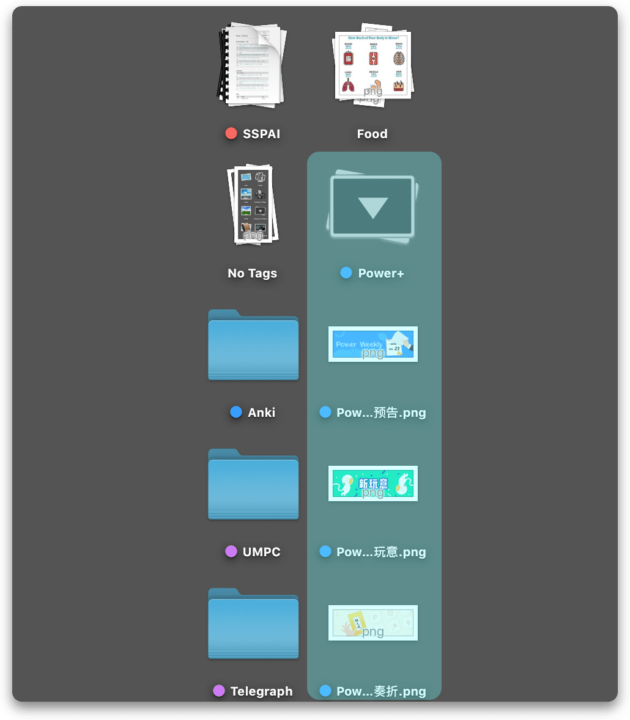 SSPAI
Food
No Tags
Power+
Power Weekly
png
Anki
Pow...预告.png
新玩意
png
UMPC
Pow...玩意.png
png
Telegraph
Pow...奏折.png